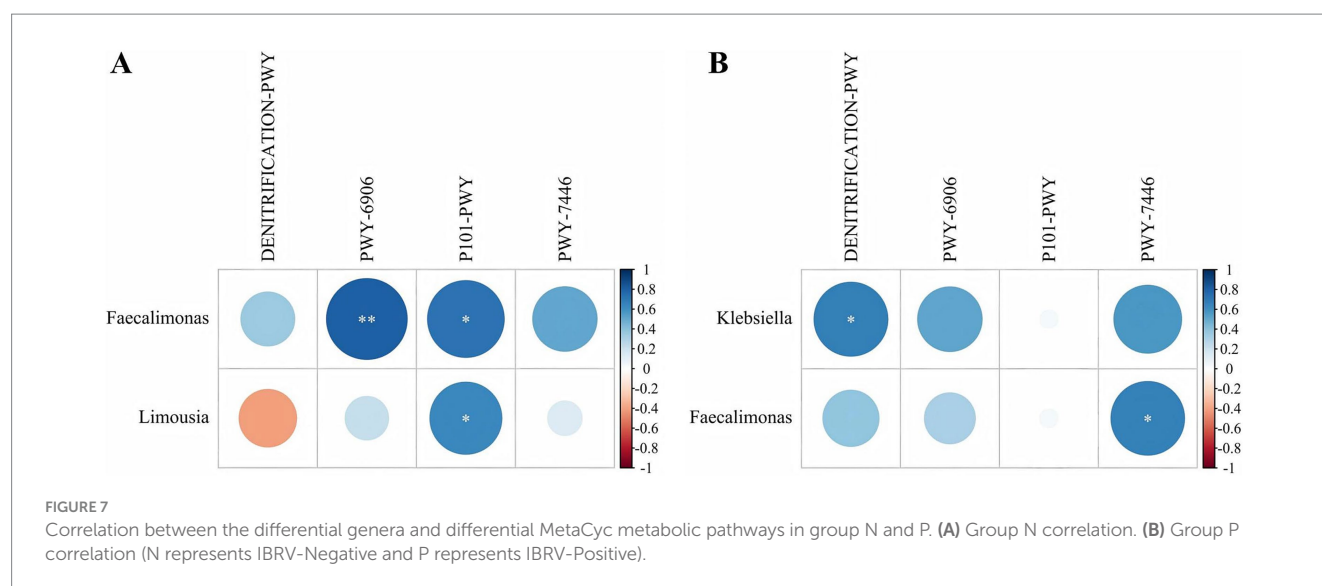 A
DENITRIFICATION-PWY
PWY-6906
P101-PWY
PWY-7446
Faecalimonas
**
*
Limousia
*
1
0.8
0.6
0.4
0.2
0
-0.2
-0.4
-0.6
-0.8
-1
B
DENITRIFICATION-PWY
PWY-6906
P101-PWY
PWY-7446
Klebsiella
*
Faecalimonas
*
1
0.8
0.6
0.4
0.2
0
-0.2
-0.4
-0.6
-0.8
-1
FIGURE 7
Correlation between the differential genera and differential MetaCyc metabolic pathways in group N and P. (A) Group N correlation. (B) Group P
correlation (N represents IBRV-Negative and P represents IBRV-Positive).